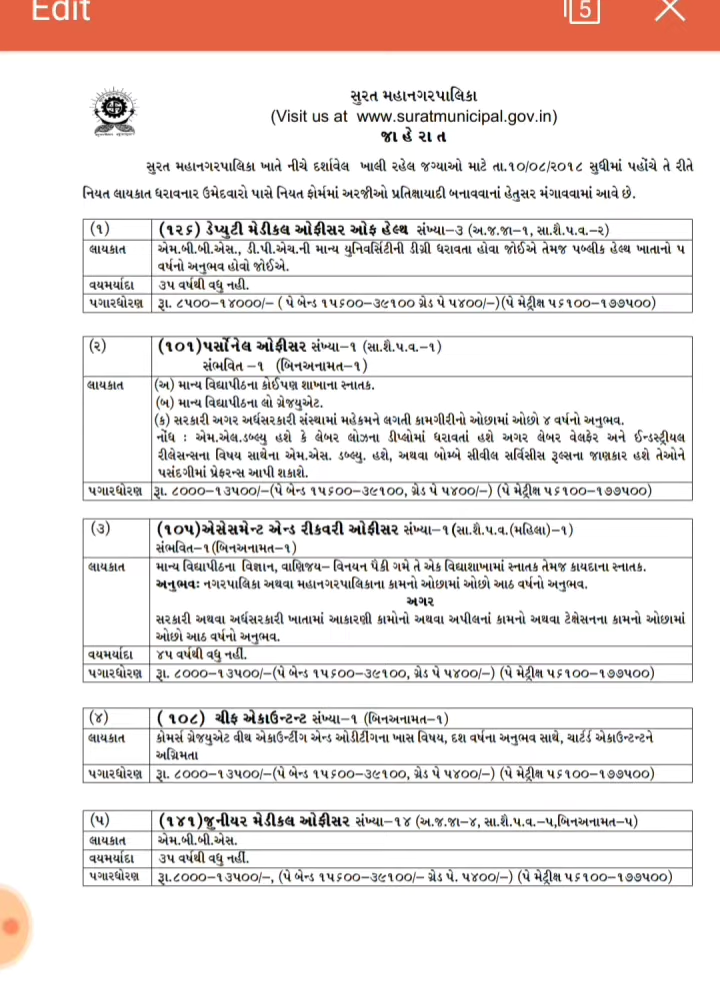 Edit
5
સુરત મહાનગરપાલિકા
(Visit us at www.suratmunicipal.gov.in)
જા હે રા ત
સુરત મહાનગરપાલિકા ખાતે નીચે દર્શાવેલ ખાલી રહેલ જગ્યાઓ માટે તા.૧૦/૦૮/૨૦૧૮ સુધીમાં પહોંચે તે રીતે
નિયત લાયકાત ધરાવનાર ઉમેદવારો પાસે નિયત ફોર્મમાં અરજીઓ પ્રતિક્ષાયાદી બનાવવાનાં હેતુસર મંગાવવામાં આવે છે.
(૧) (૧૨૬) ડેપ્યુટી મેડીકલ ઓફીસર ઓફ હેલ્થ સંખ્યા-૩ (અ.જ.જા-૧, સા.શૈ.પ.વ.-૨)
લાયકાત એમ.બી.બી.એસ., ડી.પી.એચ.ની માન્ય યુનિવર્સિટીની ડીગ્રી ધરાવતા હોવા જોઈએ તેમજ પબ્લીક હેલ્થ ખાતાનો ૫
વર્ષનો અનુભવ હોવો જોઈએ.
વયમર્યાદા ૩૫ વર્ષથી વધુ નહી.
પગારધોરણ રૂા. ૮૫૦૦-૧૪૦૦૦/- ( પે બેન્ડ ૧૫૬૦૦-૩૯૧૦૦ ગ્રેડ પે ૫૪૦૦/-)(પે મેટ્રીક્ષ ૫૬૧૦૦-૧૭૭૫૦૦)
(૨) (૧૦૧)પર્સોનેલ ઓફીસર સંખ્યા-૧ (સા.શૈ.પ.વ.-૧)
સંભવિત -૧ (બિનઅનામત-૧)
લાયકાત (અ) માન્ય વિદ્યાપીઠના કોઈપણ શાખાના સ્નાતક.
(બ) માન્ય વિદ્યાપીઠના લો ગ્રેજયુએટ.
(ક) સરકારી અગર અર્ધસરકારી સંસ્થામાં મહેકમને લગતી કામગીરીનો ઓછામાં ઓછો ૪ વર્ષનો અનુભવ.
નોંધ : એમ.એલ.ડબ્લ્યુ હશે કે લેબર લોઝના ડીપ્લોમાં ધરાવતાં હશે અગર લેબર વેલફેર અને ઈન્ડસ્ટ્રીયલ
રીલેસન્સના વિષય સાથેના એમ.એસ. ડબ્લ્યુ. હશે, અથવા બોમ્બે સીવીલ સર્વિસીસ રૂલ્સના જાણકાર હશે તેઓને
પસંદગીમાં પ્રેફરન્સ આપી શકાશે.
પગારધોરણ રૂા. ૮૦૦૦-૧૩૫૦૦/-(પે બેન્ડ ૧૫૬૦૦-૩૯૧૦૦, ગ્રેડ પે ૫૪૦૦/-) (પે મેટ્રીક્ષ ૫૬૧૦૦-૧૭૭૫૦૦)
(૩) (૧૦૫)એસેસમેન્ટ એન્ડ રીકવરી ઓફીસર સંખ્યા-૧(સા.શૈ.પ.વ.(મહિલા)-૧)
સંભવિત-૧(બિનઅનામત-૧)
લાયકાત માન્ય વિદ્યાપીઠના વિજ્ઞાન, વાણિજય- વિનયન પૈકી ગમે તે એક વિદ્યાશાખામાં સ્નાતક તેમજ કાયદાના સ્નાતક.
અનુભવઃ નગરપાલિકા અથવા મહાનગરપાલિકાના કામનો ઓછામાં ઓછો આઠ વર્ષનો અનુભવ.
અગર
સરકારી અથવા અર્ધસરકારી ખાતામાં આકારણી કામોનો અથવા અપીલનાં કામનો અથવા ટેક્ષેસનના કામનો ઓછામાં
ઓછો આઠ વર્ષનો અનુભવ.
વયમર્યાદા ૪૫ વર્ષથી વધુ નહીં.
પગારધોરણ રૂા. ૮૦૦૦-૧૩૫૦૦/-(પે બેન્ડ ૧૫૬૦૦-૩૯૧૦૦, ગ્રેડ પે ૫૪૦૦/-) (પે મેટ્રીક્ષ ૫૬૧૦૦-૧૭૭૫૦૦)
(૪) ( ૧૦૮) ચીફ એકાઉન્ટન્ટ સંખ્યા-૧ (બિનઅનામત-૧)
લાયકાત કોમર્સ ગ્રેજયુએટ વીથ એકાઉન્ટીંગ એન્ડ ઓડીટીંગના ખાસ વિષય, દશ વર્ષના અનુભવ સાથે, ચાર્ટર્ડ એકાઉન્ટન્ટને
અગ્રિમતા
પગારધોરણ રૂા. ૮૦૦૦-૧૩૫૦૦/-(પે બેન્ડ ૧૫૬૦૦-૩૯૧૦૦, ગ્રેડ પે ૫૪૦૦/-) (પે મેટ્રીક્ષ ૫૬૧૦૦-૧૭૭૫૦૦)
(૫) (૧૪૧)જુનીયર મેડીકલ ઓફીસર સંખ્યા-૧૪ (અ.જ.જા-૪, સા.શૈ.પ.વ.-૫,બિનઅનામત-૫)
લાયકાત એમ.બી.બી.એસ.
વયમર્યાદા ૩૫ વર્ષથી વધુ નહીં.
પગારધોરણ રૂા.૮૦૦૦-૧૩૫૦૦/-, (પે બેન્ડ ૧૫૬૦૦-૩૯૧૦૦/- ગ્રેડ પે. ૫૪૦૦/-) (પે મેટ્રીક્ષ ૫૬૧૦૦-૧૭૭૫૦૦)